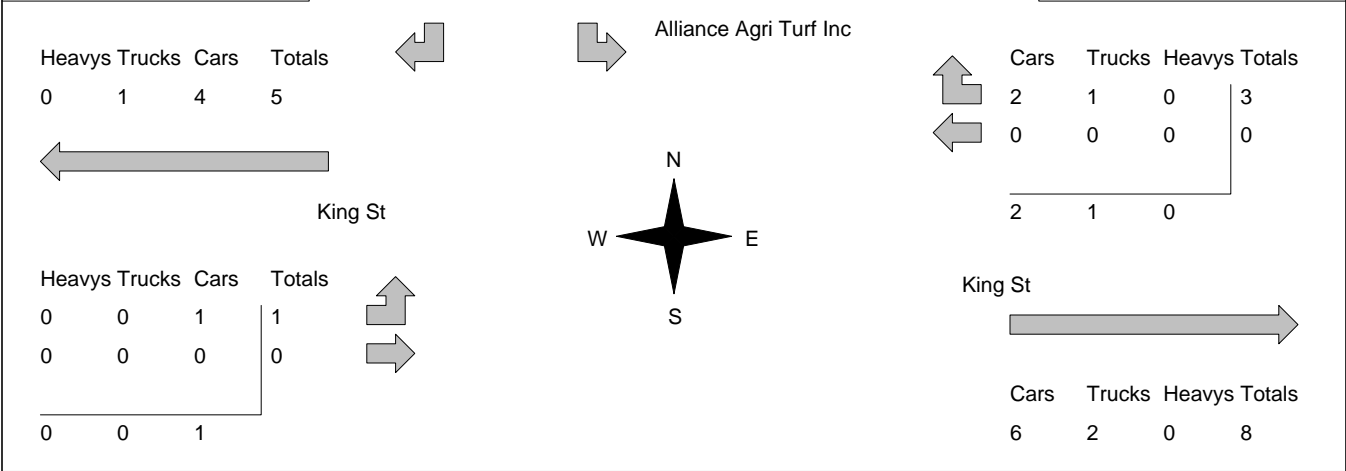 Alliance Agri Turf Inc
Heavys Trucks Cars Totals
0 1 4 5
Cars Trucks Heavys Totals
2 1 0 3
0 0 0 0
2 1 0
King St
N
W E
S
Heavys Trucks Cars Totals
0 0 1 1
0 0 0 0
0 0 1
King St
Cars Trucks Heavys Totals
6 2 0 8